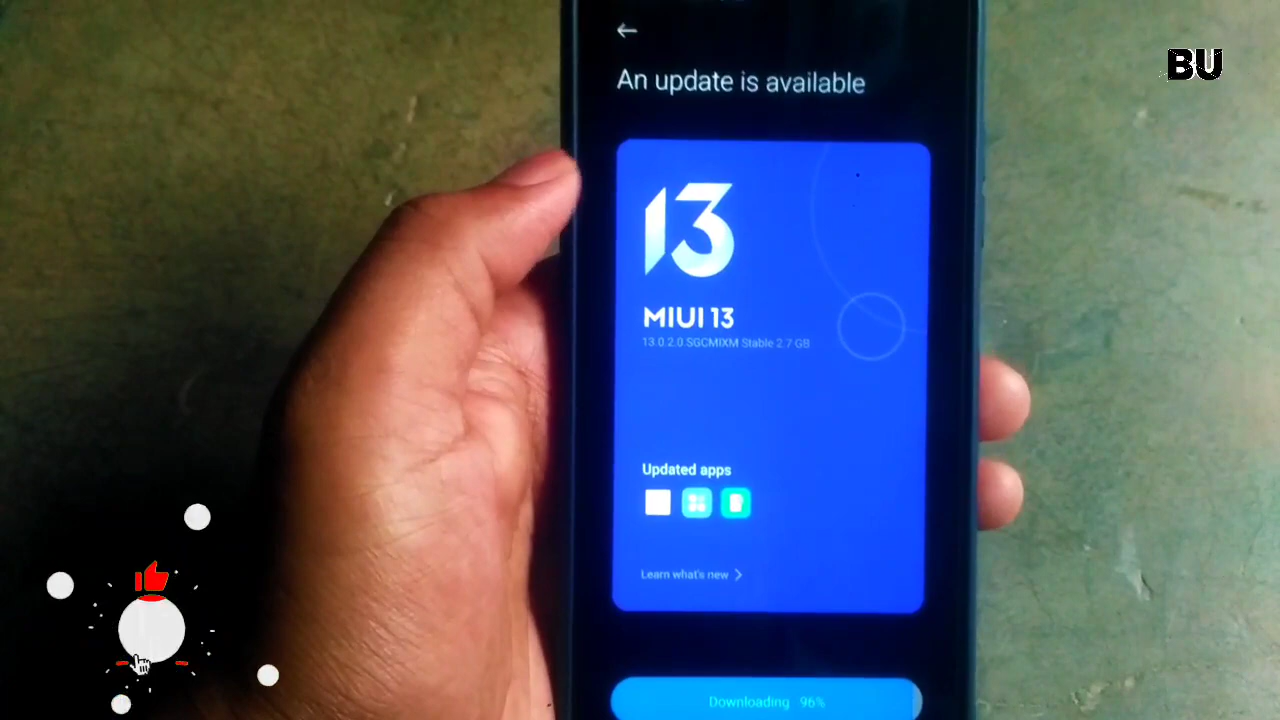 BU
An update is available
13
MIUI 13
13.0.2.0.SGCMIXM Stable 2.7 GB
Updated apps
Learn what's new
Downloading 96%